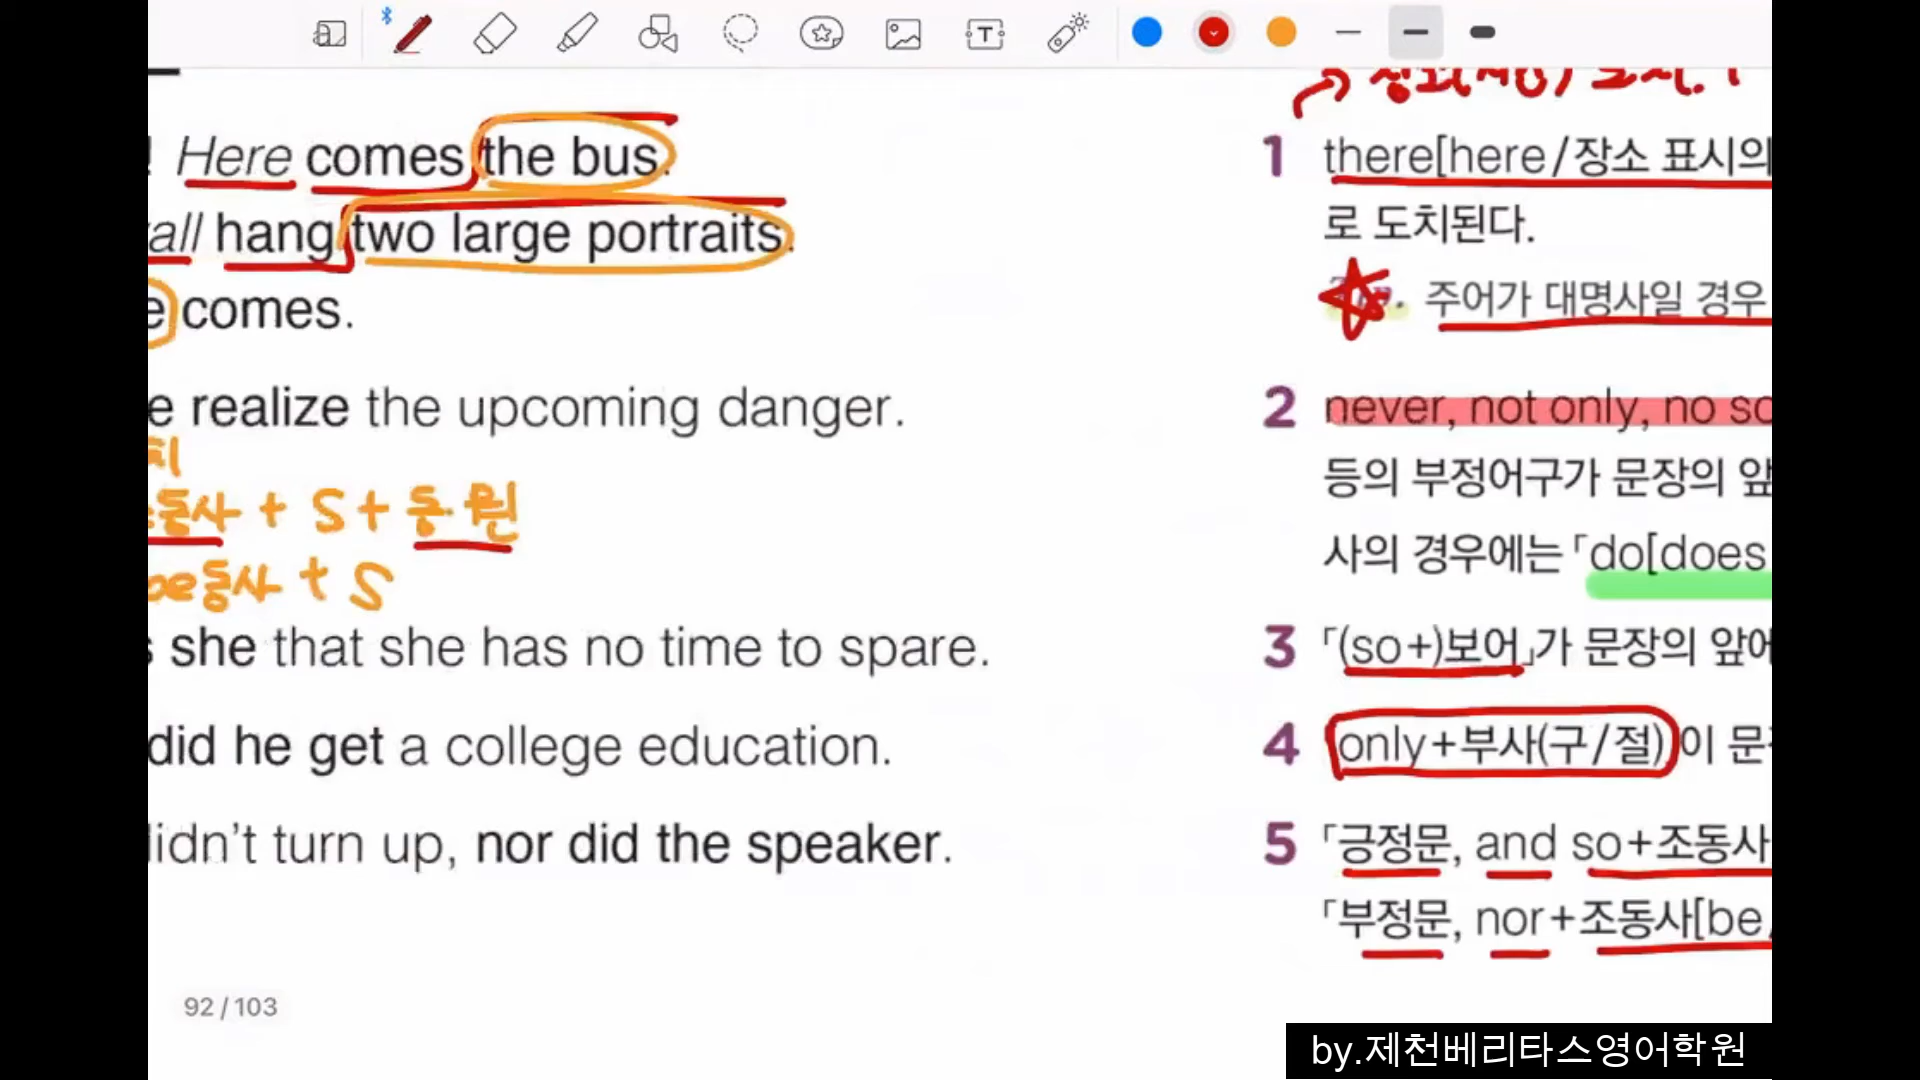 ! Here comes the bus.
all hang two large portraits.
e comes.
e realize the upcoming danger.
동사 + S + 동.원
be동사 + S
s she that she has no time to spare.
did he get a college education.
didn't turn up, nor did the speaker.
92 / 103
1 there[here/장소 표시의
로 도치된다.
주어가 대명사일 경우
2 never, not only, no so
등의 부정어구가 문장의 앞
사의 경우에는 「do[does
3 「(so+)보어」가 문장의 앞에
4 only+부사(구/절)이 문
5 「긍정문, and so+조동사
「부정문, nor+조동사[be
by.제천베리타스영어학원